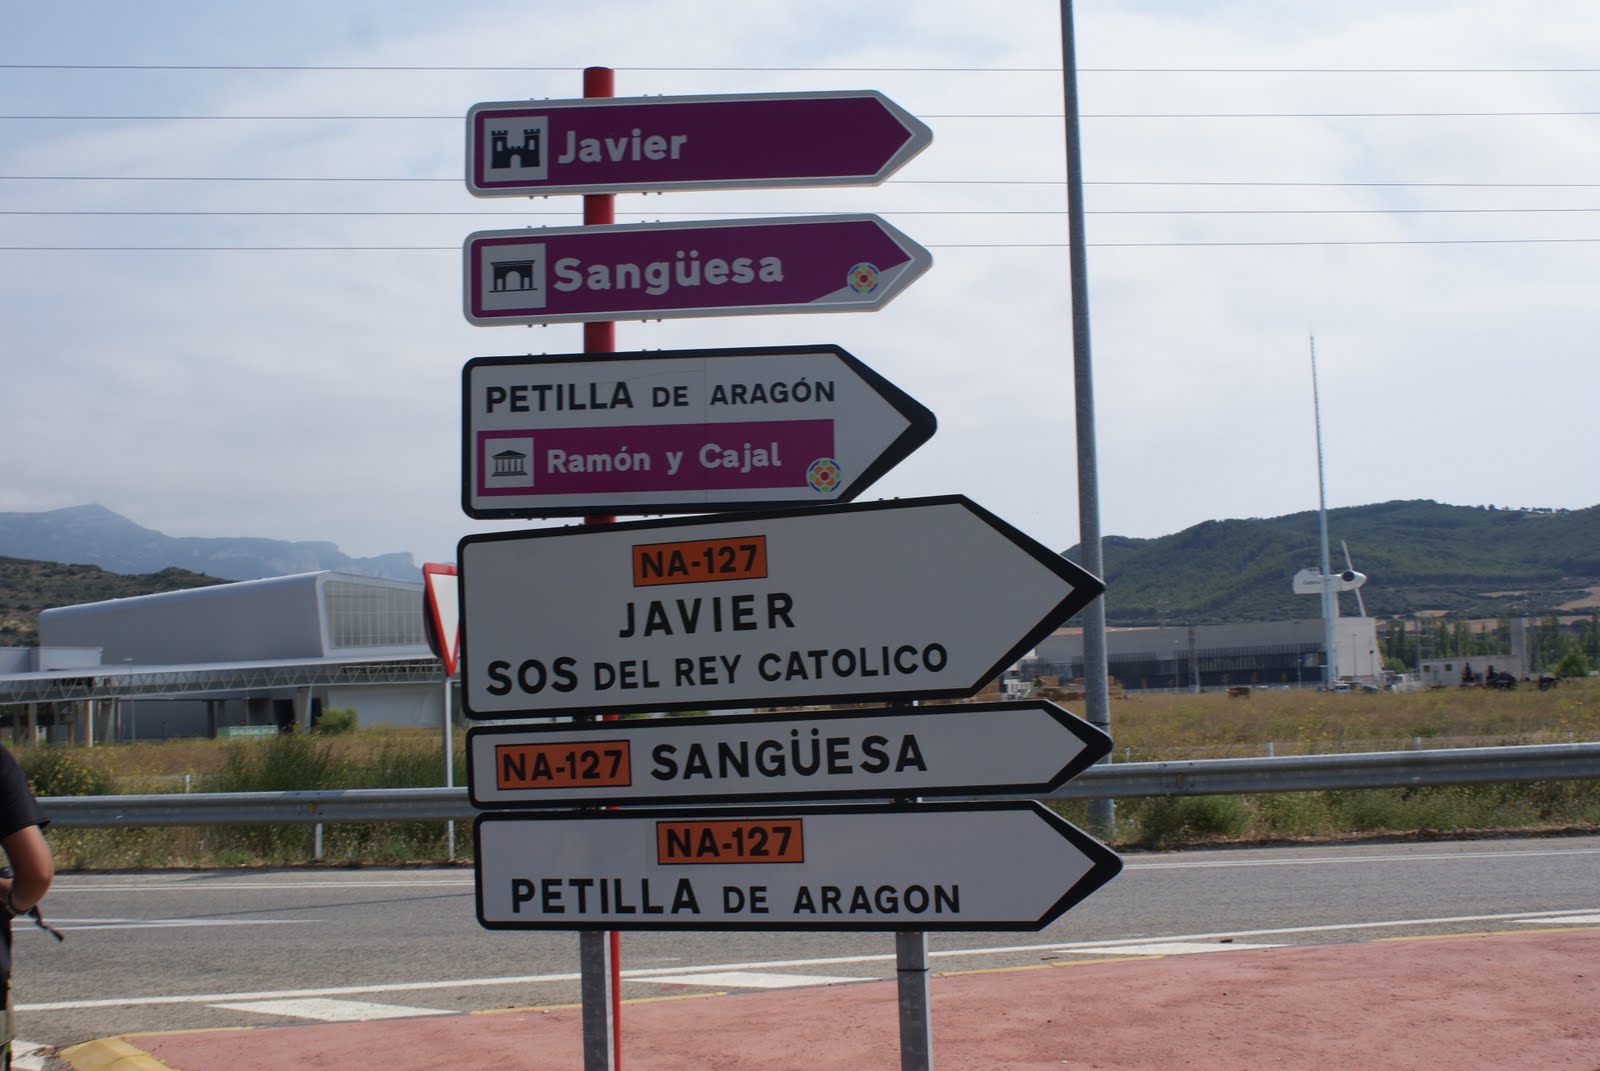 Javier
Sangüesa
PETILLA DE ARAGÓN
Ramón y Cajal
NA-127
JAVIER
SOS DEL REY CATOLICO
NA-127 SANGÜESA
NA-127
PETILLA DE ARAGON